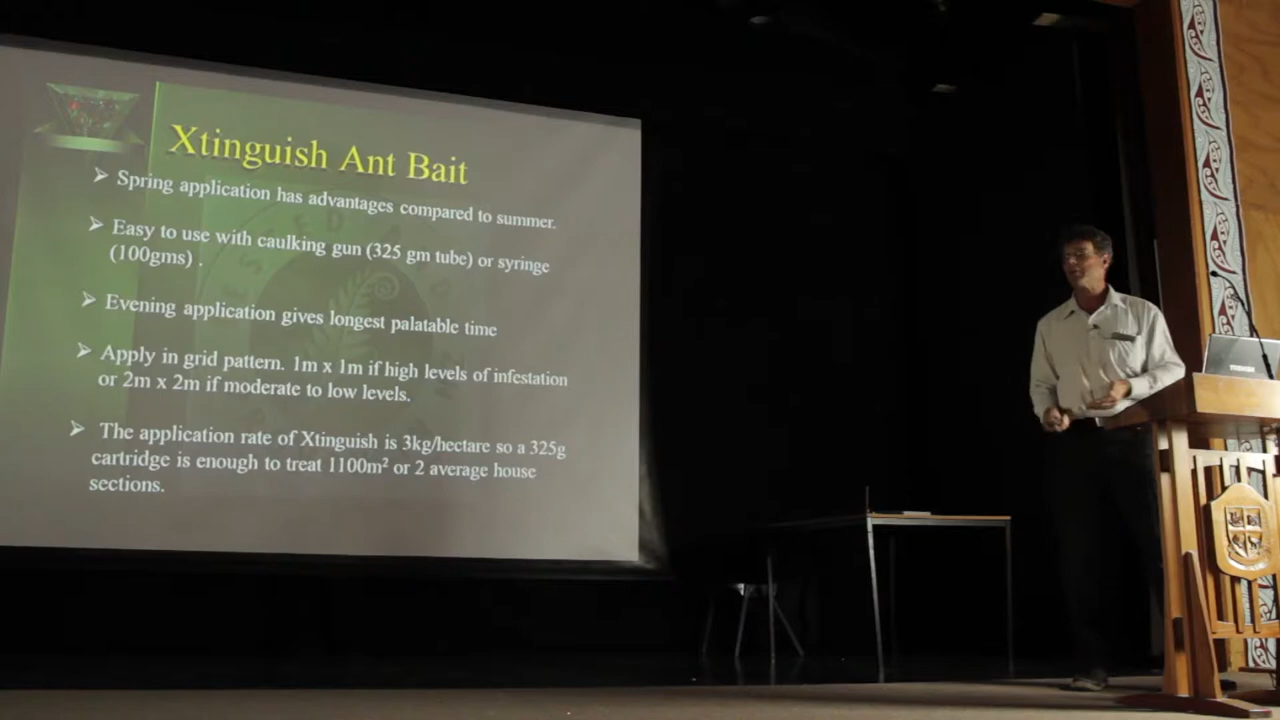 Xtinguish Ant Bait
➢ Spring application has advantages compared to summer.
➢ Easy to use with caulking gun (325 gm tube) or syringe
(100gms) .
➢ Evening application gives longest palatable time
➢ Apply in grid pattern. 1m x 1m if high levels of infestation
or 2m x 2m if moderate to low levels.
➢ The application rate of Xtinguish is 3kg/hectare so a 325g
cartridge is enough to treat 1100m² or 2 average house
sections.
TOSHIBA